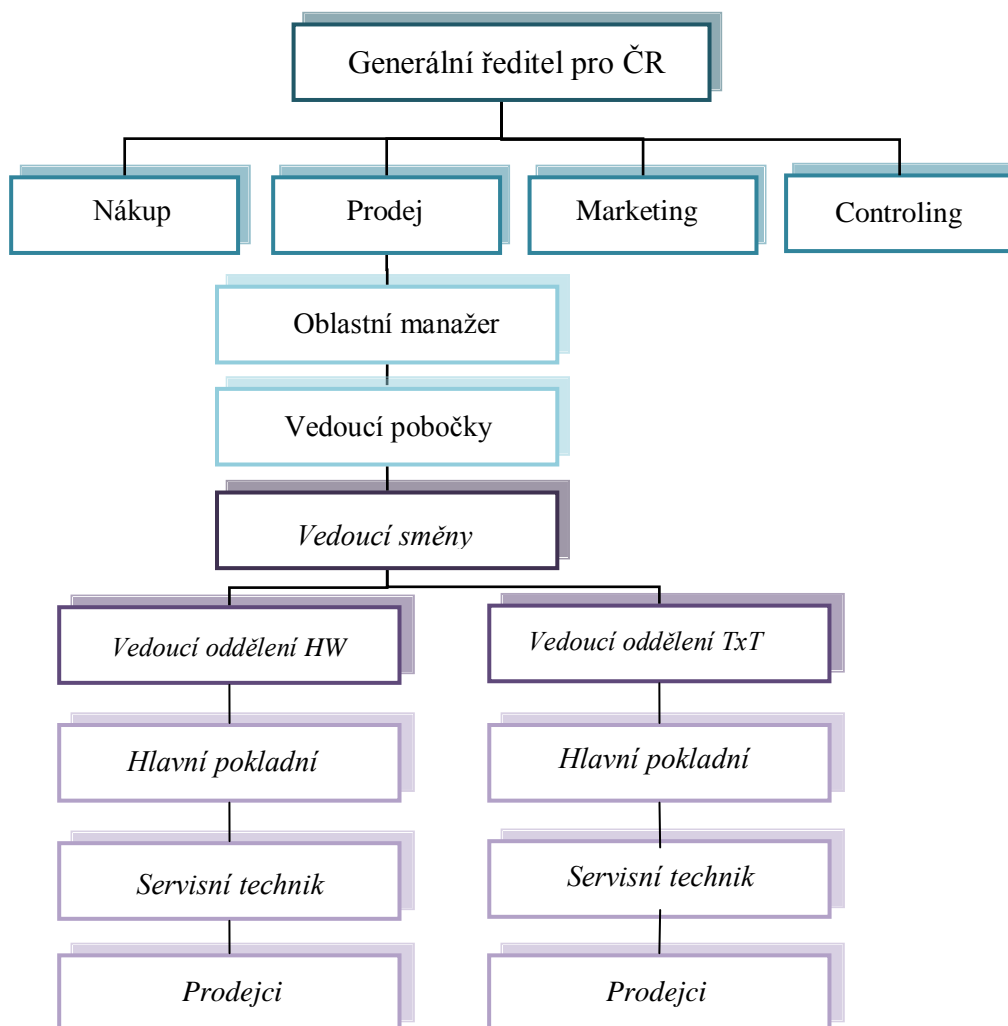 Generální ředitel pro ČR
Nákup
Prodej
Marketing
Controling
Oblastní manažer
Vedoucí pobočky
Vedoucí směny
Vedoucí oddělení HW
Vedoucí oddělení TxT
Hlavní pokladní
Hlavní pokladní
Servisní technik
Servisní technik
Prodejci
Prodejci